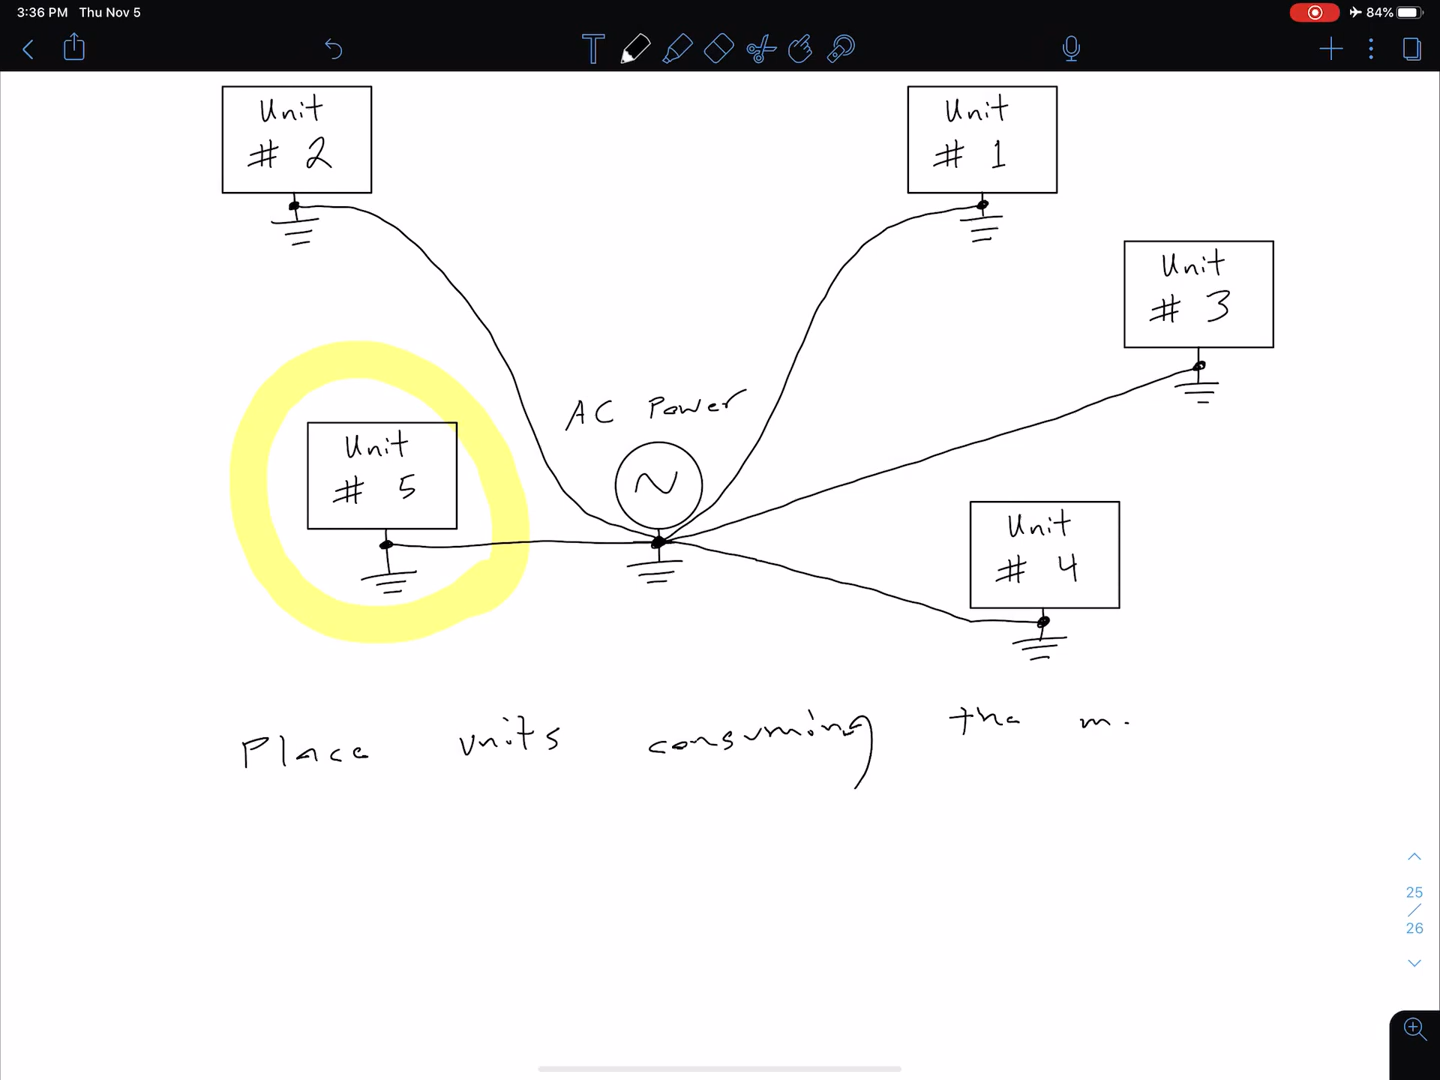 3:36 PM Thu Nov 5
84%
T
Unit
# 2
Unit
# 1
Unit
# 3
AC Power
Unit
# 5
Unit
# 4
Place units consuming the m.
25
/
26